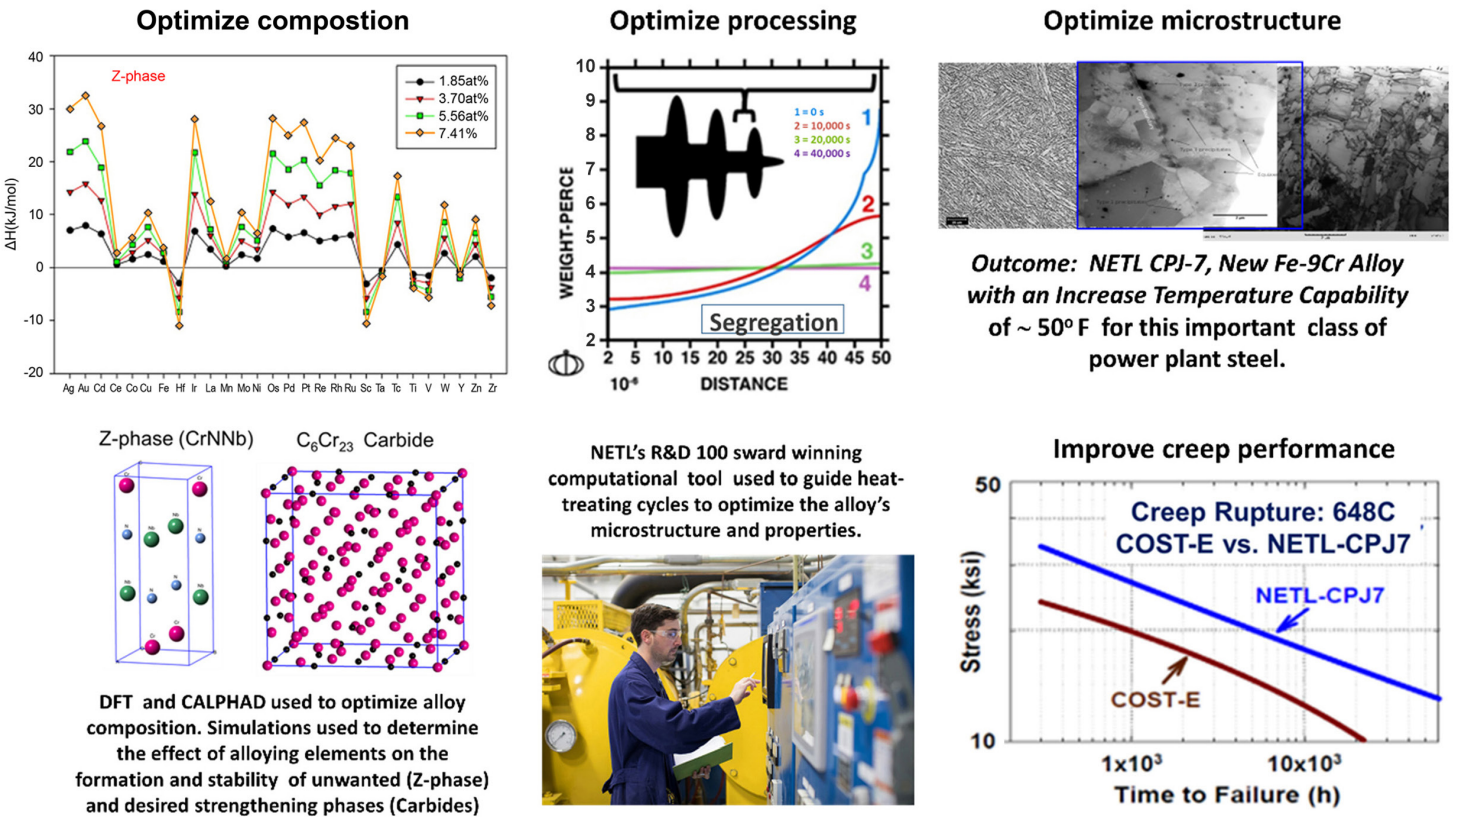 Optimize compostion
Z-phase
1.85at%
3.70at%
5.56at%
7.41%
ΔH(kJ/mol)
40
30
20
10
0
-10
-20
Ag Au Cd Ce Co Cu Fe Hf Ir La Mn Mo Ni Os Pd Pt Re Rh Ru Sc Ta Tc Ti V W Y Zn Zr
Z-phase (CrNNb)
C6Cr23 Carbide
Cr
Cr
N
Nb
Nb
N
Nb
N
N
Nb
Cr
Cr
DFT and CALPHAD used to optimize alloy
composition. Simulations used to determine
the effect of alloying elements on the
formation and stability of unwanted (Z-phase)
and desired strengthening phases (Carbides)
Optimize processing
WEIGHT-PERCE
10
9
8
7
6
5
4
3
2
1 = 0 s
2 = 10,000 s
3 = 20,000 s
4 = 40,000 s
1
2
3
4
Segregation
2 5 10 15 20 25 30 35 40 45 50
10-6 DISTANCE
NETL’s R&D 100 sward winning
computational tool used to guide heat-
treating cycles to optimize the alloy’s
microstructure and properties.
Optimize microstructure
Outcome: NETL CPJ-7, New Fe-9Cr Alloy
with an Increase Temperature Capability
of ~ 50o F for this important class of
power plant steel.
Improve creep performance
50
10
Stress (ksi)
Creep Rupture: 648C
COST-E vs. NETL-CPJ7
NETL-CPJ7
COST-E
1x10³ 10x10³
Time to Failure (h)